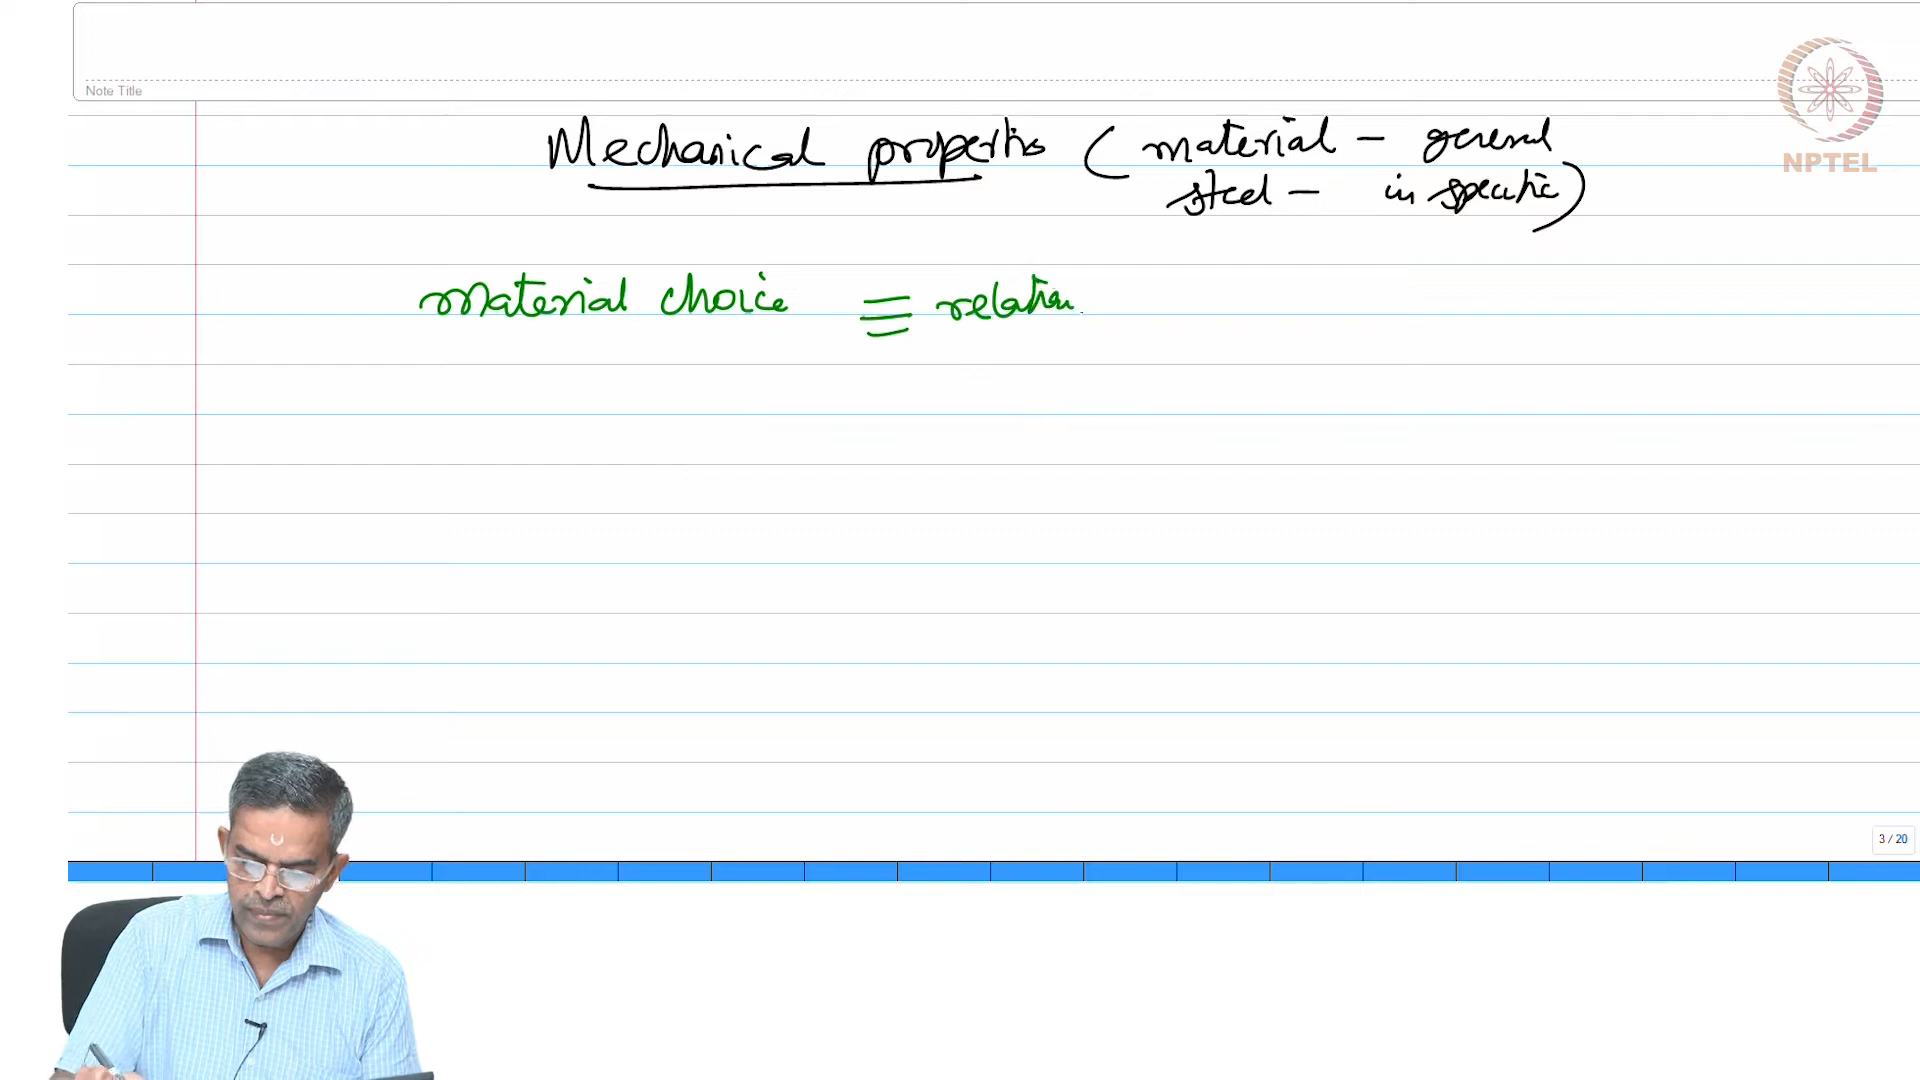 Note Title
Mechanical properties (material - general
steel - in specific)
material choice ≡ relation
NPTEL
3 / 20